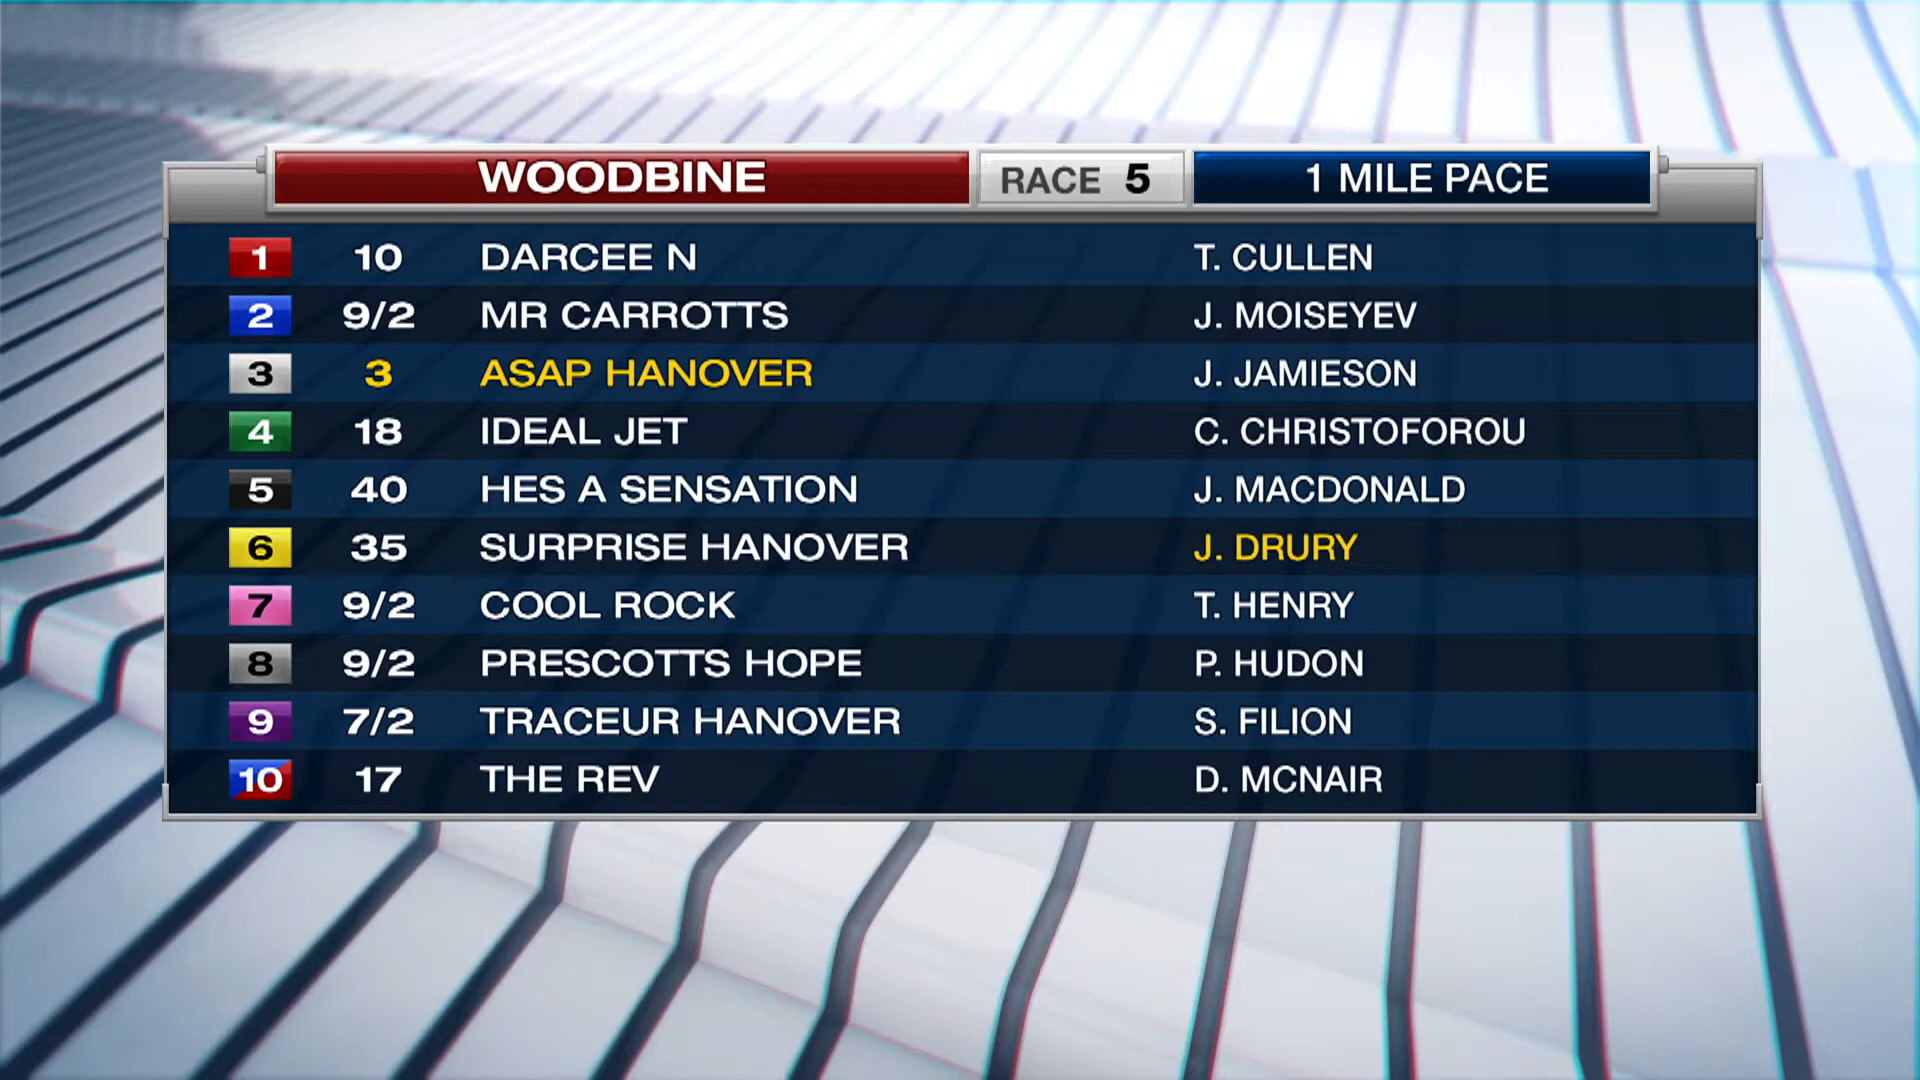 WOODBINE RACE 5 1 MILE PACE
1 10 DARCEE N T. CULLEN
2 9/2 MR CARROTTS J. MOISEYEV
3 3 ASAP HANOVER J. JAMIESON
4 18 IDEAL JET C. CHRISTOFOROU
5 40 HES A SENSATION J. MACDONALD
6 35 SURPRISE HANOVER J. DRURY
7 9/2 COOL ROCK T. HENRY
8 9/2 PRESCOTTS HOPE P. HUDON
9 7/2 TRACEUR HANOVER S. FILION
10 17 THE REV D. MCNAIR